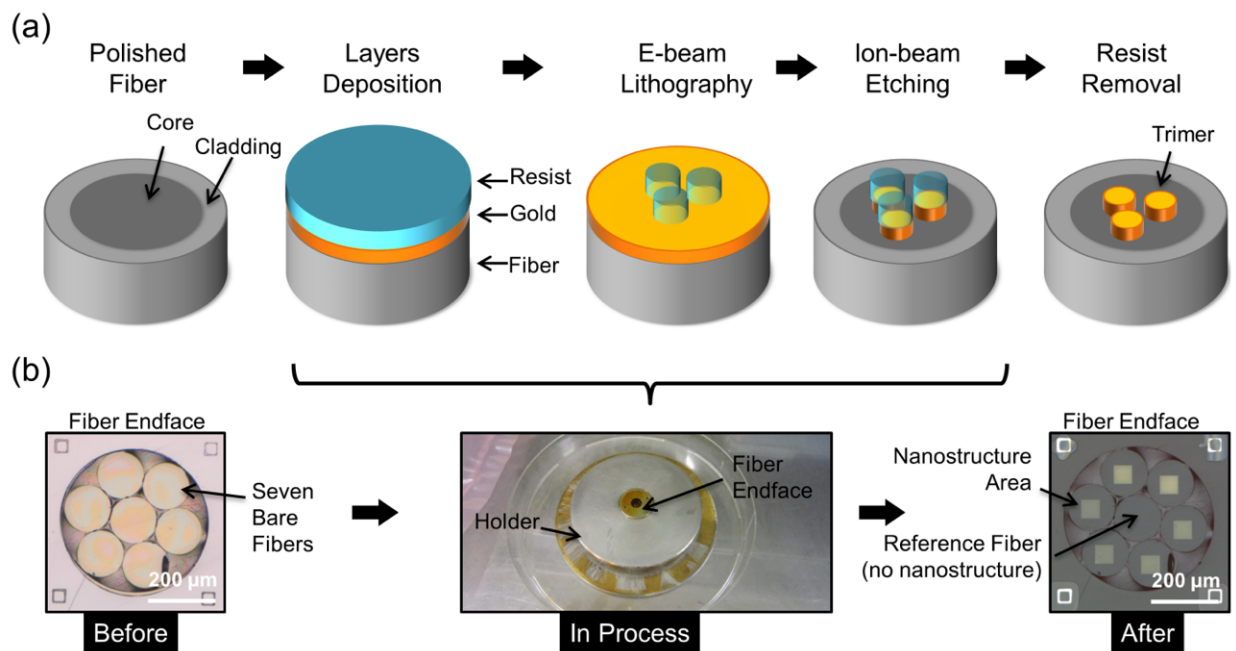 (a)
Polished
Fiber
Layers
Deposition
E-beam
Lithography
Ion-beam
Etching
Resist
Removal
Core
Cladding
Resist
Gold
Fiber
Trimer
(b)
Fiber Endface
Seven
Bare
Fibers
200 µm
Before
Fiber
Endface
Holder
In Process
Fiber Endface
Nanostructure
Area
Reference Fiber
(no nanostructure)
200 µm
After